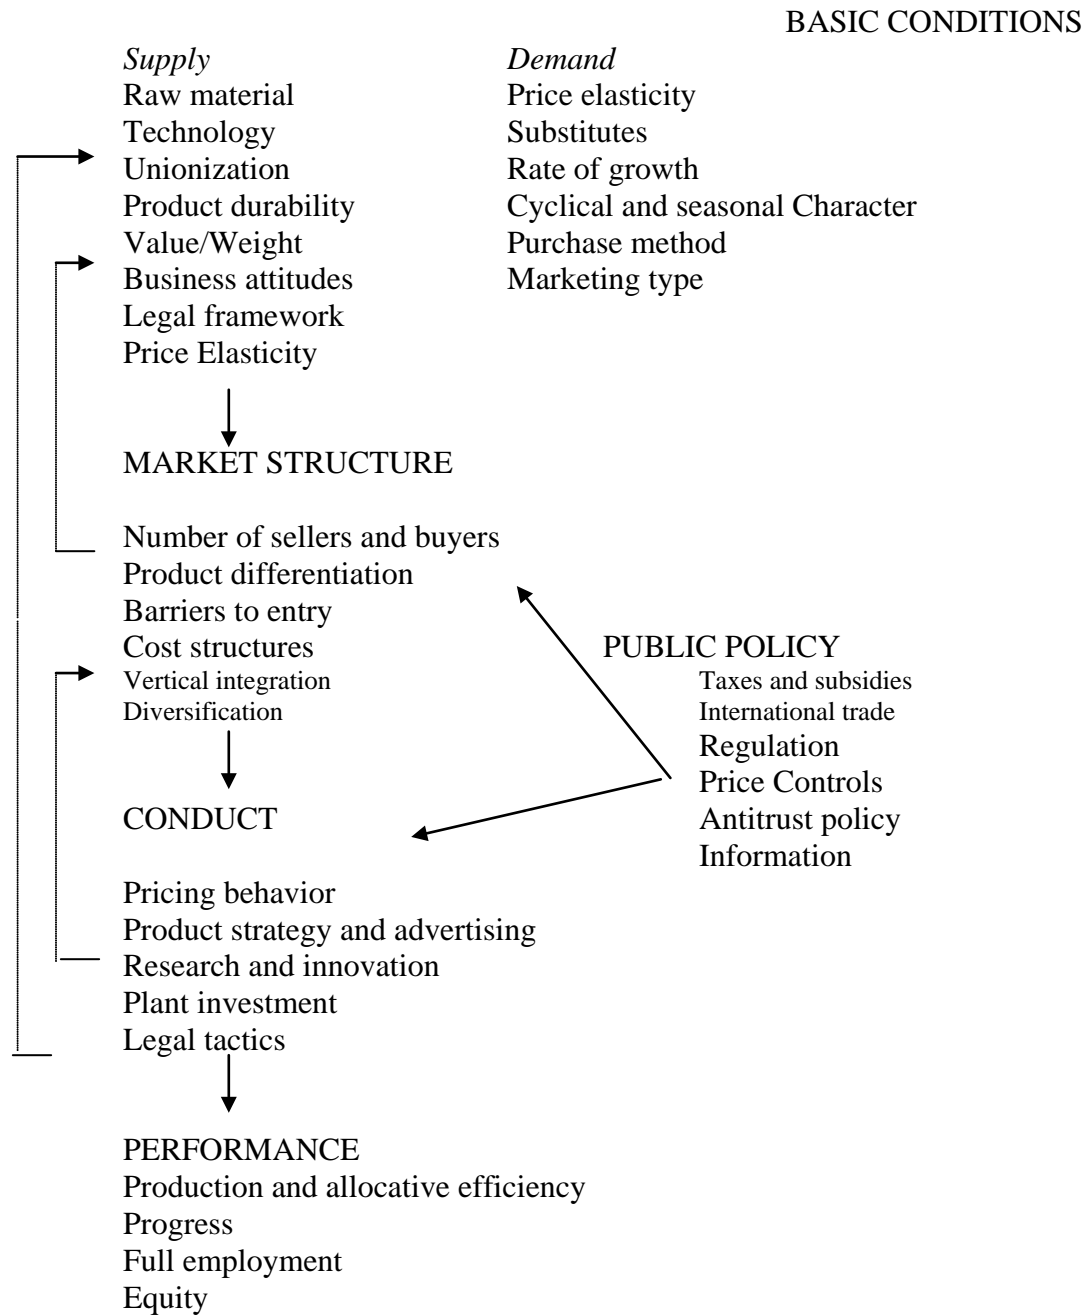 BASIC CONDITIONS
Supply Demand
Raw material Price elasticity
Technology Substitutes
Unionization Rate of growth
Product durability Cyclical and seasonal Character
Value/Weight Purchase method
Business attitudes Marketing type
Legal framework
Price Elasticity
MARKET STRUCTURE
Number of sellers and buyers
Product differentiation
Barriers to entry
Cost structures PUBLIC POLICY
Vertical integration Taxes and subsidies
Diversification International trade
Regulation
Price Controls
CONDUCT Antitrust policy
Information
Pricing behavior
Product strategy and advertising
Research and innovation
Plant investment
Legal tactics
PERFORMANCE
Production and allocative efficiency
Progress
Full employment
Equity